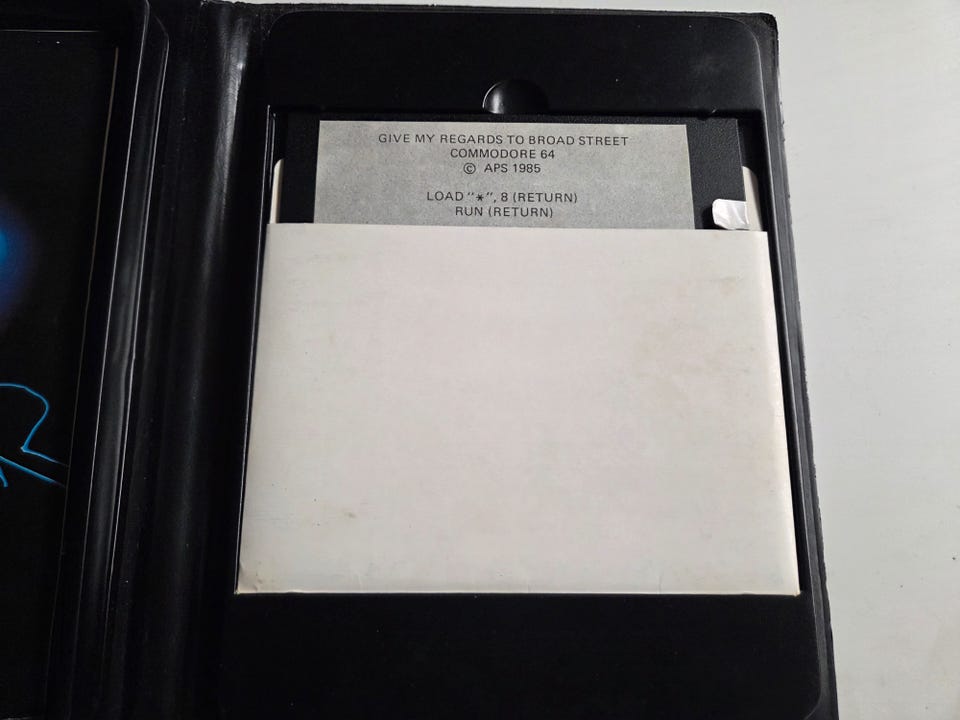 GIVE MY REGARDS TO BROAD STREET
COMMODORE 64
© APS 1985
LOAD "*", 8 (RETURN)
RUN (RETURN)